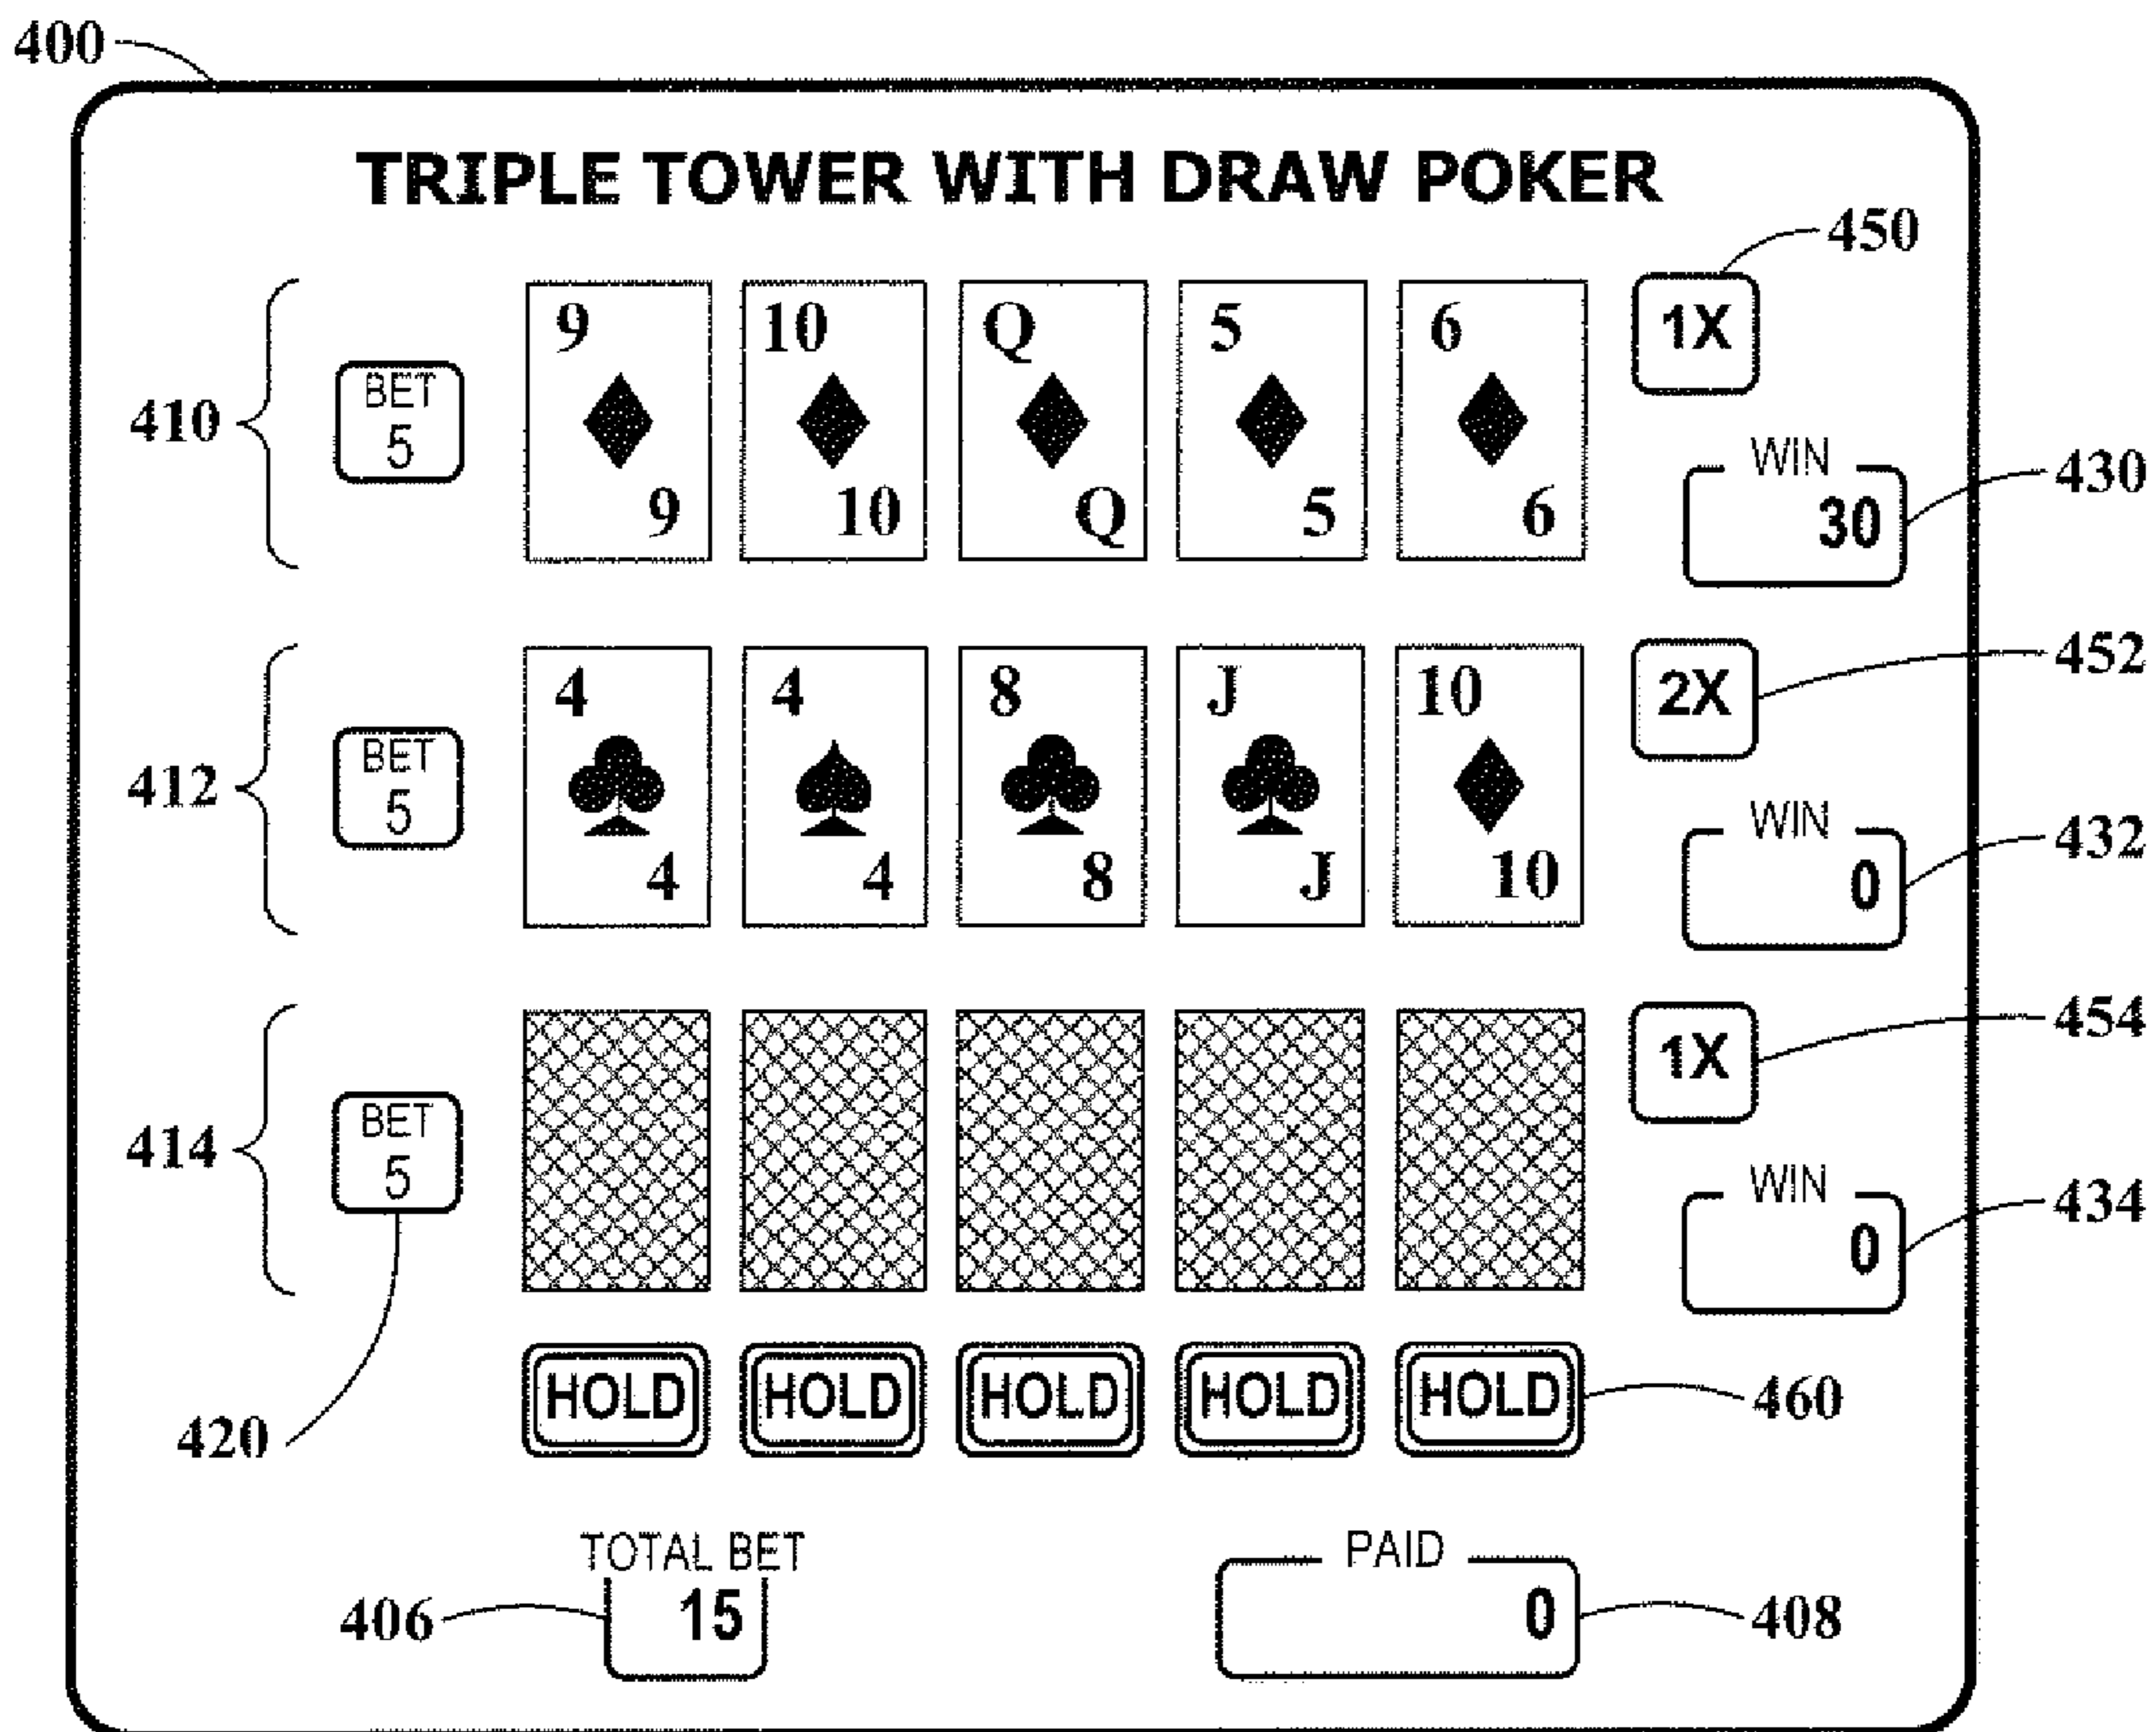 400
TRIPLE TOWER WITH DRAW POKER
450
410
BET
5
9
9
10
10
Q
Q
5
5
6
6
1X
WIN
30
430
412
BET
5
4
4
4
4
8
8
J
J
10
10
2X
452
WIN
0
432
414
BET
5
1X
454
WIN
0
434
420
HOLD HOLD HOLD HOLD HOLD
460
TOTAL BET
15
406
PAID
0
408